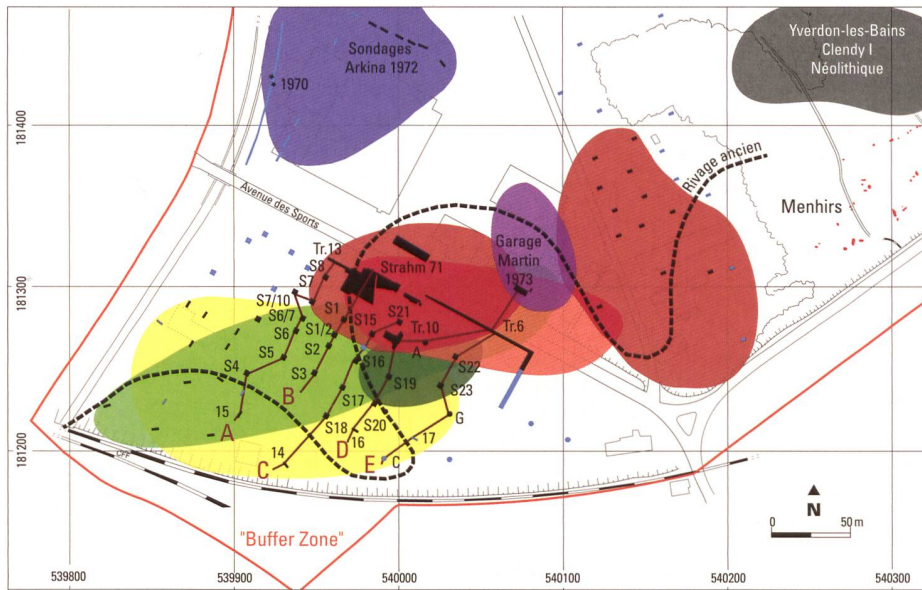 Yverdon-les-Bains
Clendy I
Néolithique
Sondages
Arkina 1972
1970
181400
Avenue des Sports
Rivage ancien
Menhirs
Garage
Martin
1973
Tr.13
Strahm 71
S8
S7
181300
S7/10
S6/7
S6
S1
S1/2
S15
S21
Tr.10
Tr.6
A
S2
S5
S4
S3
S16
S22
B
S17
S19
S23
15
A
S18
S20
G
D
16
17
14
C
E
C
181200
CFF
"Buffer Zone"
N
0 50 m
539800 539900 540000 540100 540200 540300